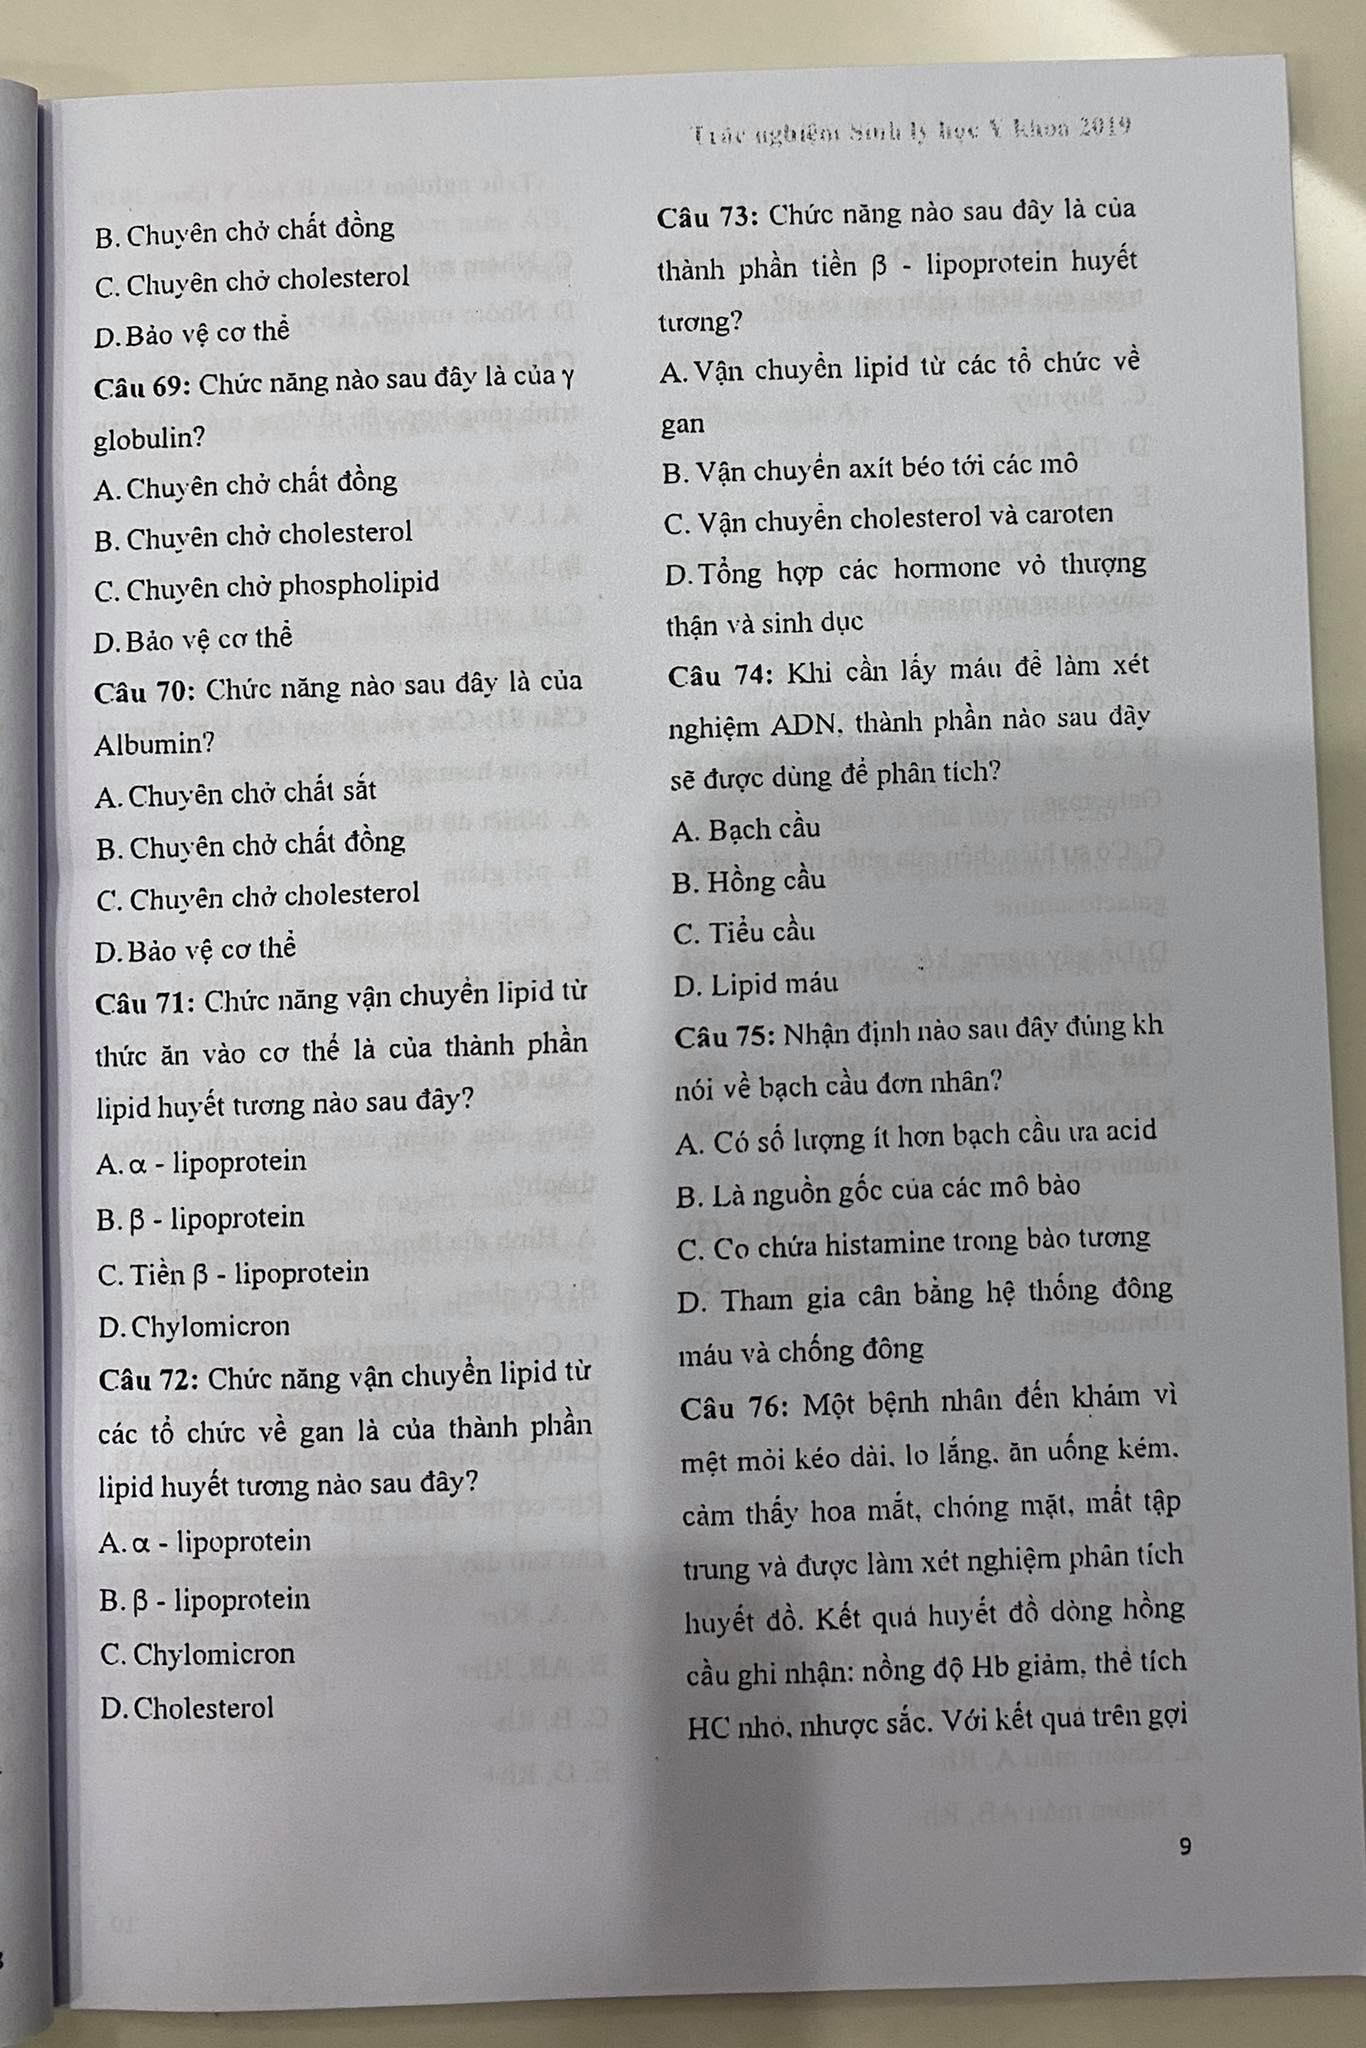 Trắc nghiệm Sinh lý học Y khoa 2019
B. Chuyên chở chất đồng
C. Chuyên chở cholesterol
D. Bảo vệ cơ thể
Câu 69: Chức năng nào sau đây là của γ
globulin?
A. Chuyên chở chất đồng
B. Chuyên chở cholesterol
C. Chuyên chở phospholipid
D. Bảo vệ cơ thể
Câu 70: Chức năng nào sau đây là của
Albumin?
A. Chuyên chở chất sắt
B. Chuyên chở chất đồng
C. Chuyên chở cholesterol
D. Bảo vệ cơ thể
Câu 71: Chức năng vận chuyển lipid từ
thức ăn vào cơ thể là của thành phần
lipid huyết tương nào sau đây?
A. α - lipoprotein
B. β - lipoprotein
C. Tiền β - lipoprotein
D. Chylomicron
Câu 72: Chức năng vận chuyển lipid từ
các tổ chức về gan là của thành phần
lipid huyết tương nào sau đây?
A. α - lipoprotein
B. β - lipoprotein
C. Chylomicron
D. Cholesterol
Câu 73: Chức năng nào sau đây là của
thành phần tiền β - lipoprotein huyết
tương?
A. Vận chuyển lipid từ các tổ chức về
gan
B. Vận chuyển axít béo tới các mô
C. Vận chuyển cholesterol và caroten
D. Tổng hợp các hormone vỏ thượng
thận và sinh dục
Câu 74: Khi cần lấy máu để làm xét
nghiệm ADN, thành phần nào sau đây
sẽ được dùng để phân tích?
A. Bạch cầu
B. Hồng cầu
C. Tiểu cầu
D. Lipid máu
Câu 75: Nhận định nào sau đây đúng kh
nói về bạch cầu đơn nhân?
A. Có số lượng ít hơn bạch cầu ưa acid
B. Là nguồn gốc của các mô bào
C. Co chứa histamine trong bào tương
D. Tham gia cân bằng hệ thống đông
máu và chống đông
Câu 76: Một bệnh nhân đến khám vì
mệt mỏi kéo dài, lo lắng, ăn uống kém,
cảm thấy hoa mắt, chóng mặt, mất tập
trung và được làm xét nghiệm phân tích
huyết đồ. Kết quả huyết đồ dòng hồng
cầu ghi nhận: nồng độ Hb giảm, thể tích
HC nhỏ, nhược sắc. Với kết quả trên gợi
9